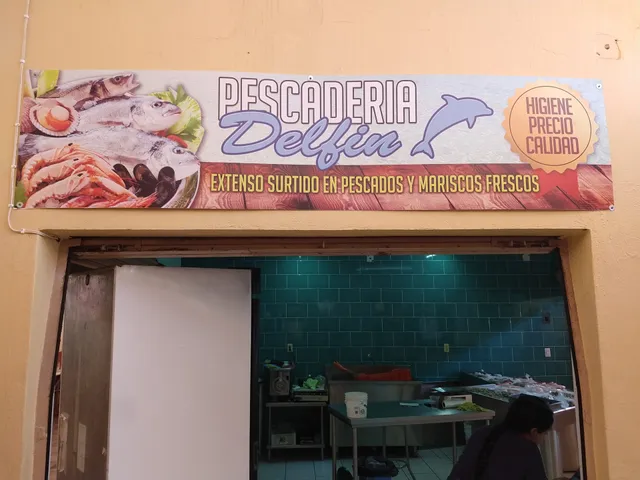 PESCADERIA
Delfin
HIGIENE
PRECIO
CALIDAD
EXTENSO SURTIDO EN PESCADOS Y MARISCOS FRESCOS